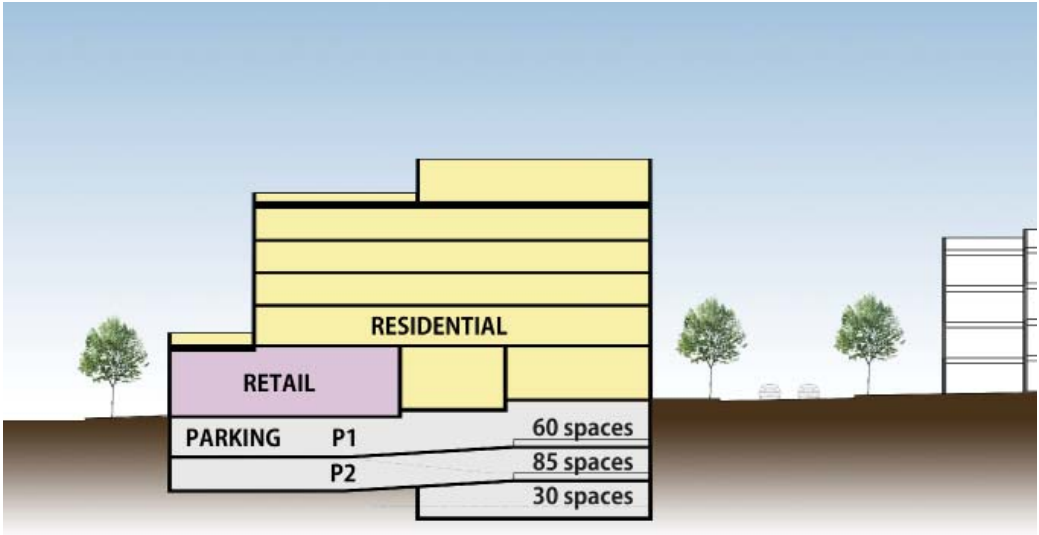 RESIDENTIAL
RETAIL
PARKING P1
60 spaces
P2
85 spaces
30 spaces